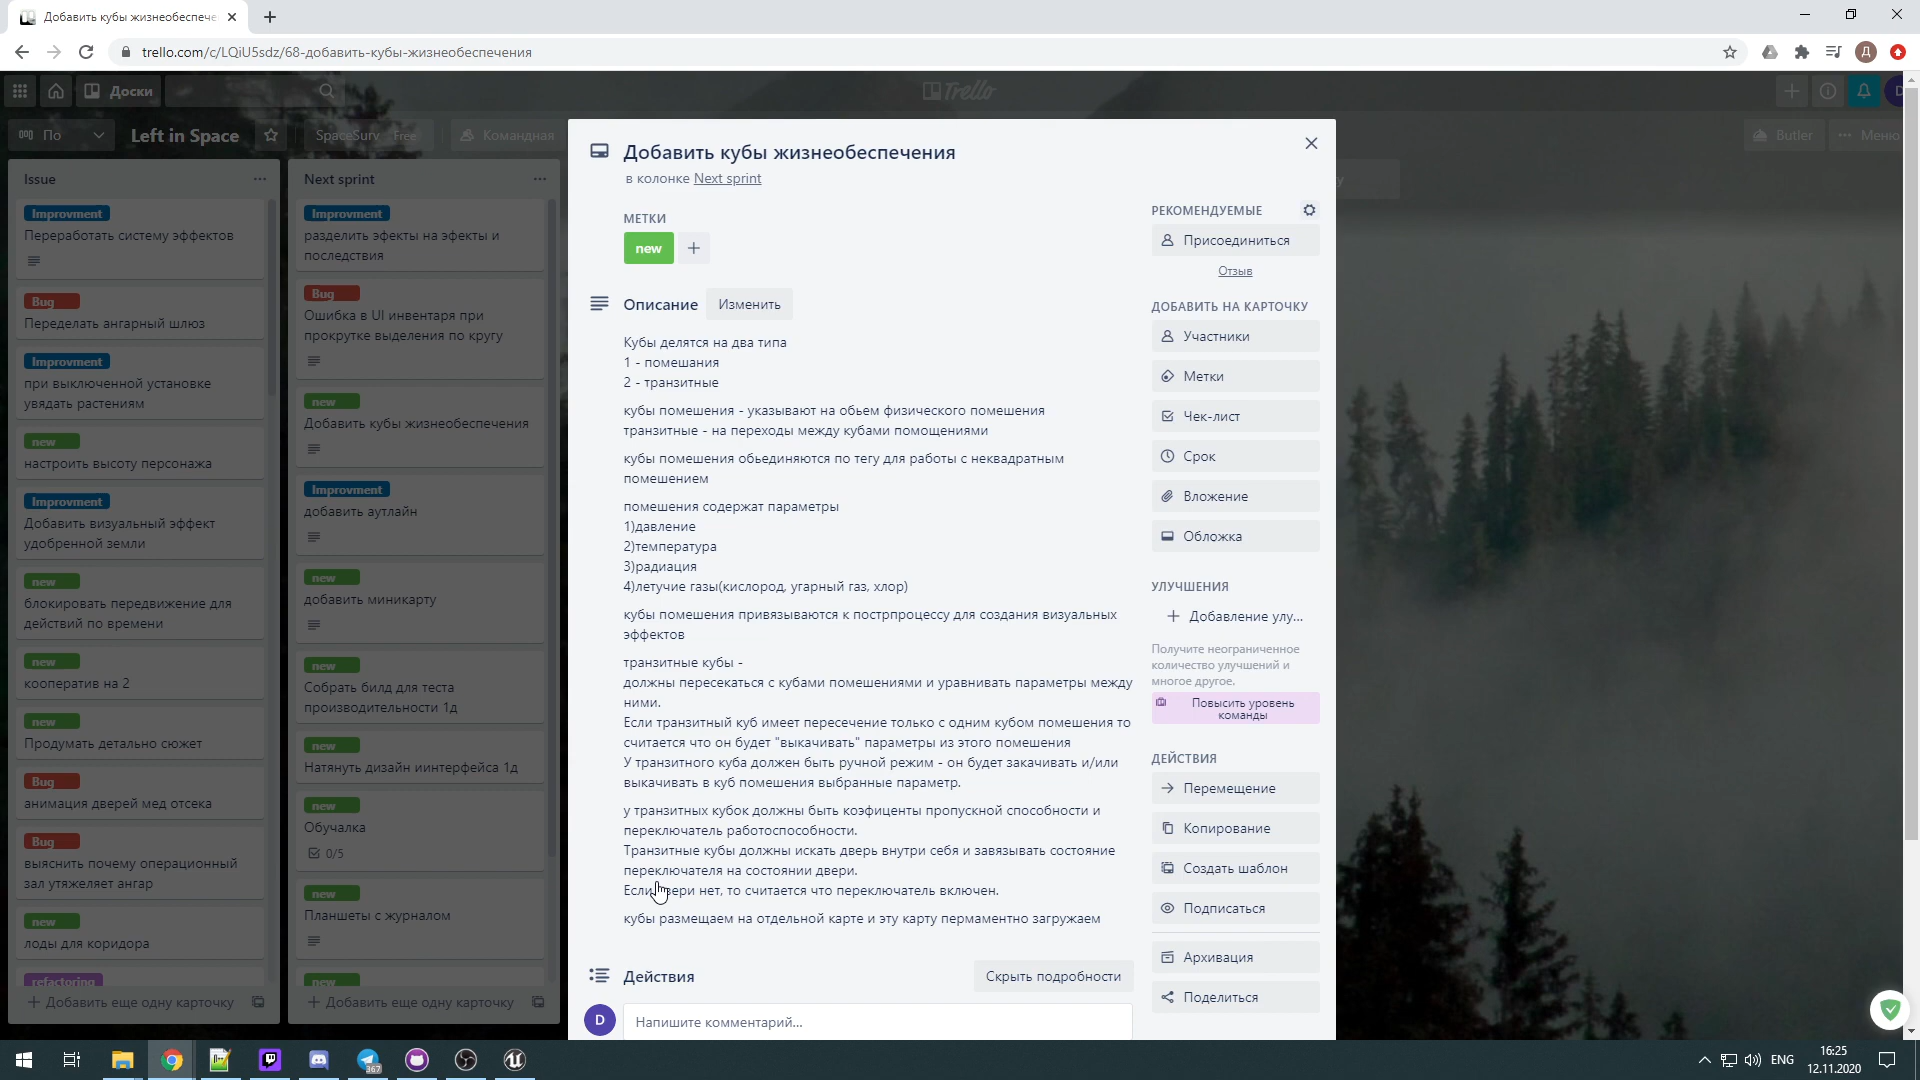 Добавить кубы жизнеобеспече
trello.com/c/LQiU5sdz/68-добавить-кубы-жизнеобеспечения
Д
Доски
Trello
По
Left in Space
SpaceSurv Free
Командная
Butler
Меню
Issue
Improvment
Переработать систему эффектов
Bug
Переделать ангарный шлюз
Improvment
при выключенной установке
увядать растениям
new
настроить высоту персонажа
Improvment
Добавить визуальный эффект
удобренной земли
new
блокировать передвижение для
действий по времени
new
кооператив на 2
new
Продумать детально сюжет
Bug
анимация дверей мед отсека
Bug
выяснить почему операционный
зал утяжеляет ангар
new
лоды для коридора
refactoring
Добавить еще одну карточку
Next sprint
Improvment
разделить эфекты на эфекты и
последствия
Bug
Ошибка в UI инвентаря при
прокрутке выделения по кругу
new
Добавить кубы жизнеобеспечения
Improvment
добавить аутлайн
new
добавить миникарту
new
Собрать билд для теста
производительности 1д
new
Натянуть дизайн иинтерфейса 1д
new
Обучалка
0/5
new
Планшеты с журналом
new
Добавить еще одну карточку
Добавить кубы жизнеобеспечения
в колонке Next sprint
МЕТКИ
new
Описание
Изменить
Кубы делятся на два типа
1 - помешания
2 - транзитные
кубы помешения - указывают на обьем физического помешения
транзитные - на переходы между кубами помощениями
кубы помешения обьединяются по тегу для работы с неквадратным
помешением
помешения содержат параметры
1)давление
2)температура
3)радиация
4)летучие газы(кислород, угарный газ, хлор)
кубы помешения привязываются к пострпроцессу для создания визуальных
эффектов
транзитные кубы -
должны пересекаться с кубами помешениями и уравнивать параметры между
ними.
Если транзитный куб имеет пересечение только с одним кубом помешения то
считается что он будет "выкачивать" параметры из этого помешения
У транзитного куба должен быть ручной режим - он будет закачивать и/или
выкачивать в куб помешения выбранные параметр.
у транзитных кубок должны быть коэфиценты пропускной способности и
переключатель работоспособности.
Транзитные кубы должны искать дверь внутри себя и завязывать состояние
переключателя на состоянии двери.
Если двери нет, то считается что переключатель включен.
кубы размещаем на отдельной карте и эту карту пермаментно загружаем
Действия
Скрыть подробности
D
Напишите комментарий...
РЕКОМЕНДУЕМЫЕ
Присоединиться
Отзыв
ДОБАВИТЬ НА КАРТОЧКУ
Участники
Метки
Чек-лист
Срок
Вложение
Обложка
УЛУЧШЕНИЯ
Добавление улу...
Получите неограниченное
количество улучшений и
многое другое.
Повысить уровень
команды
ДЕЙСТВИЯ
Перемещение
Копирование
Создать шаблон
Подписаться
Архивация
Поделиться
367
ENG
16:25
12.11.2020